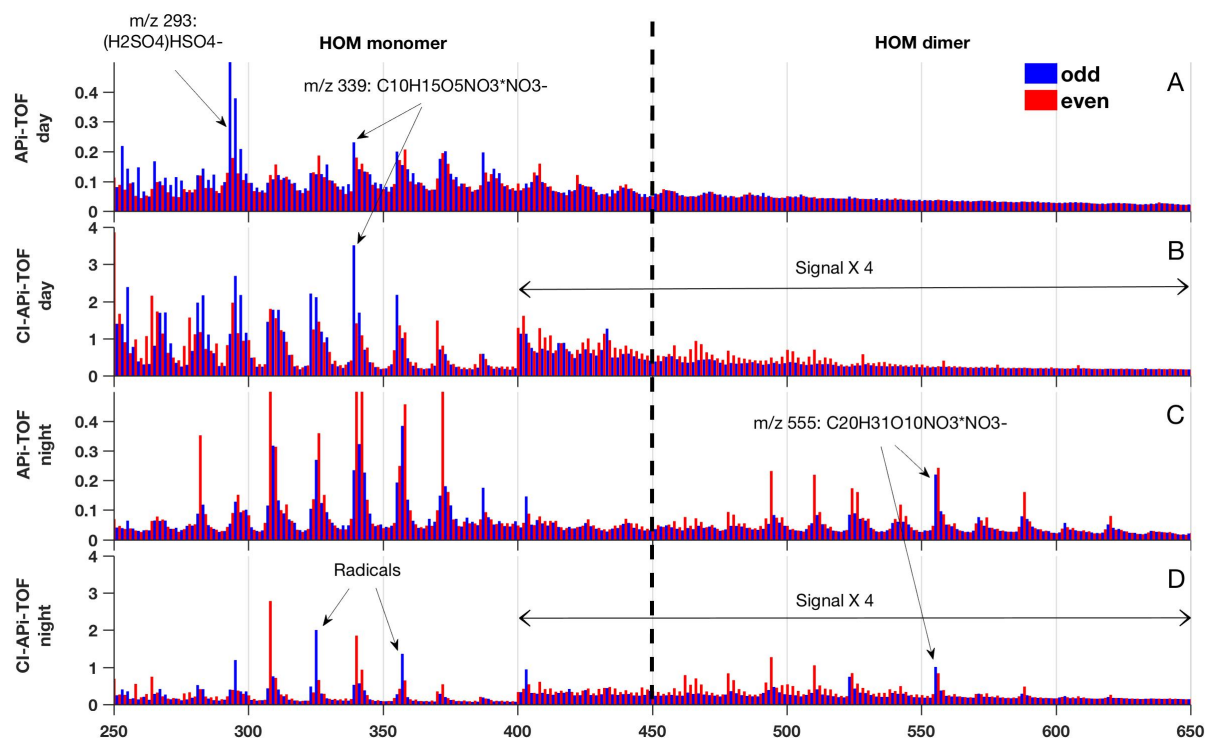 m/z 293:
(H2SO4)HSO4-
HOM monomer
HOM dimer
m/z 339: C10H15O5NO3*NO3-
odd
even
A
APi-TOF
day
0.4
0.3
0.2
0.1
0
B
CI-APi-TOF
day
Signal X 4
4
3
2
1
0
C
APi-TOF
night
m/z 555: C20H31O10NO3*NO3-
0.4
0.3
0.2
0.1
0
D
CI-APi-TOF
night
Radicals
Signal X 4
4
3
2
1
0
250 300 350 400 450 500 550 600 650